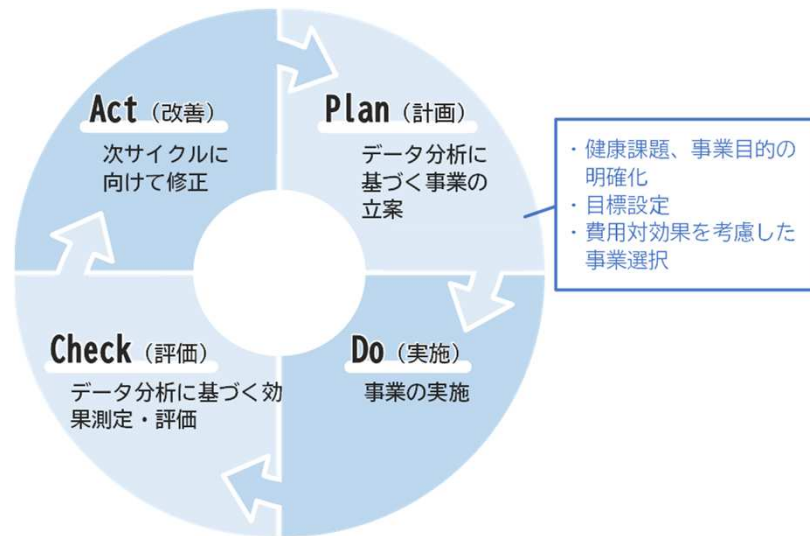 Act（改善）
次サイクルに
向けて修正
Plan（計画）
データ分析に
基づく事業の
立案
・健康課題、事業目的の
明確化
・目標設定
・費用対効果を考慮した
事業選択
Check（評価）
データ分析に基づく効
果測定・評価
Do（実施）
事業の実施